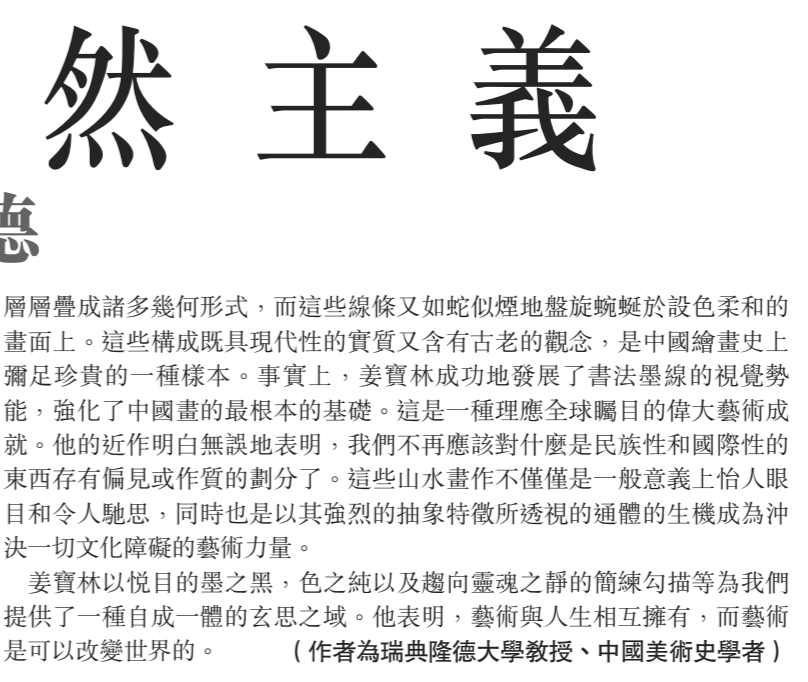 然主義
德
層層疊成諸多幾何形式，而這些線條又如蛇似煙地盤旋蜿蜒於設色柔和的
畫面上。這些構成既具現代性的實質又含有古老的觀念，是中國繪畫史上
彌足珍貴的一種樣本。事實上，姜寶林成功地發展了書法墨線的視覺勢
能，強化了中國畫的最根本的基礎。這是一種理應全球矚目的偉大藝術成
就。他的近作明白無誤地表明，我們不再應該對什麼是民族性和國際性的
東西存有偏見或作質的劃分了。這些山水畫作不僅僅是一般意義上怡人眼
目和令人馳思，同時也是以其強烈的抽象特徵所透視的通體的生機成為沖
決一切文化障礙的藝術力量。
姜寶林以悅目的墨之黑，色之純以及趨向靈魂之靜的簡練勾描等為我們
提供了一種自成一體的玄思之域。他表明，藝術與人生相互擁有，而藝術
是可以改變世界的。 （作者為瑞典隆德大學教授、中國美術史學者）